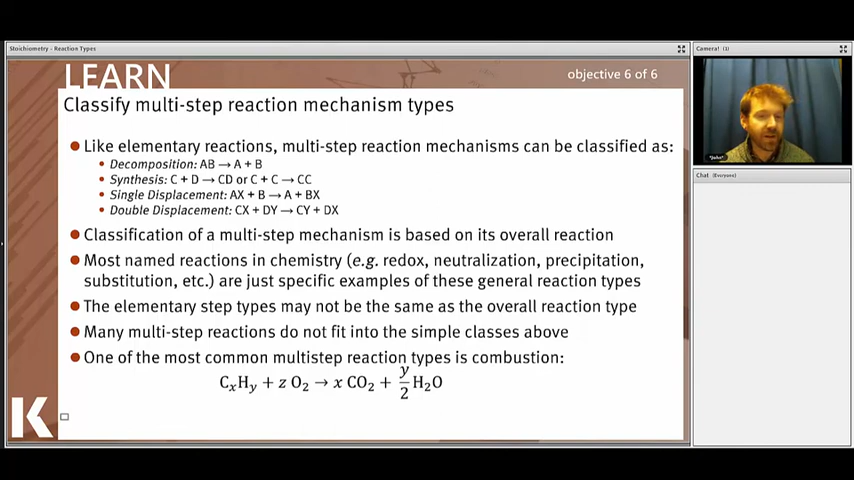 Stoichiometry - Reaction Types
LEARN
objective 6 of 6
Classify multi-step reaction mechanism types
• Like elementary reactions, multi-step reaction mechanisms can be classified as:
• Decomposition: AB → A + B
• Synthesis: C + D → CD or C + C → CC
• Single Displacement: AX + B → A + BX
• Double Displacement: CX + DY → CY + DX
• Classification of a multi-step mechanism is based on its overall reaction
• Most named reactions in chemistry (e.g. redox, neutralization, precipitation,
substitution, etc.) are just specific examples of these general reaction types
• The elementary step types may not be the same as the overall reaction type
• Many multi-step reactions do not fit into the simple classes above
• One of the most common multistep reaction types is combustion:
CₓHᵧ + z O₂ → x CO₂ + y/2 H₂O
K
Camera! (1)
*John*
Chat (Everyone)